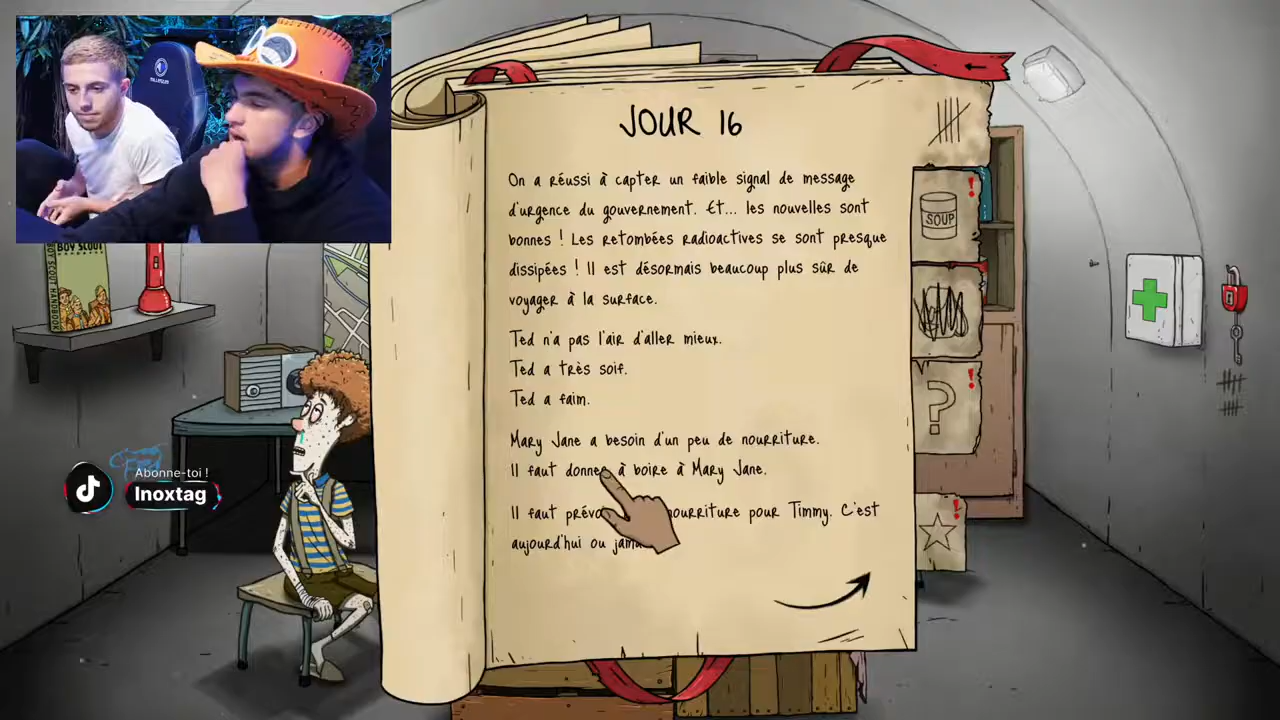 JOUR 16
On a réussi à capter un faible signal de message
d'urgence du gouvernement. Et... les nouvelles sont
bonnes ! Les retombées radioactives se sont presque
dissipées ! Il est désormais beaucoup plus sûr de
voyager à la surface.
Ted n'a pas l'air d'aller mieux.
Ted a très soif.
Ted a faim.
Mary Jane a besoin d'un peu de nourriture.
Il faut donner à boire à Mary Jane.
Il faut nourriture pour Timmy. C'est
aujourd'hui ou
SOUP
?
!
!
!
BOY SCOUT
BOY SCOUT HANDBOOK
Abonne-toi !
Inoxtag